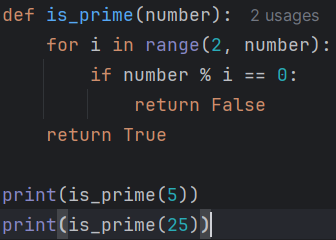 def is_prime(number): 2 usages
    for i in range(2, number):
        if number % i == 0:
            return False
    return True

print(is_prime(5))
print(is_prime(25))